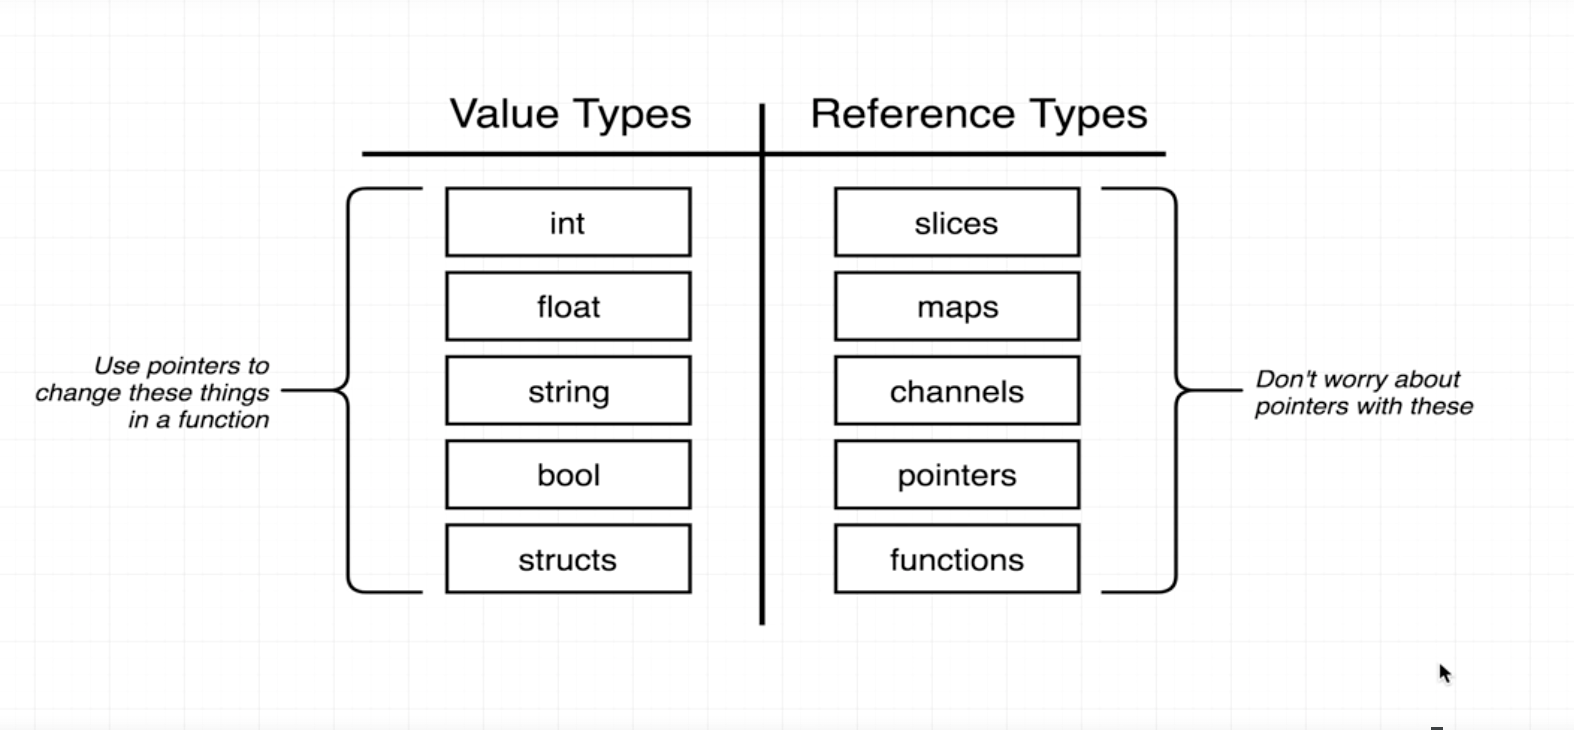 Value Types
Reference Types
int
slices
float
maps
Use pointers to
change these things
in a function
string
channels
Don't worry about
pointers with these
bool
pointers
structs
functions